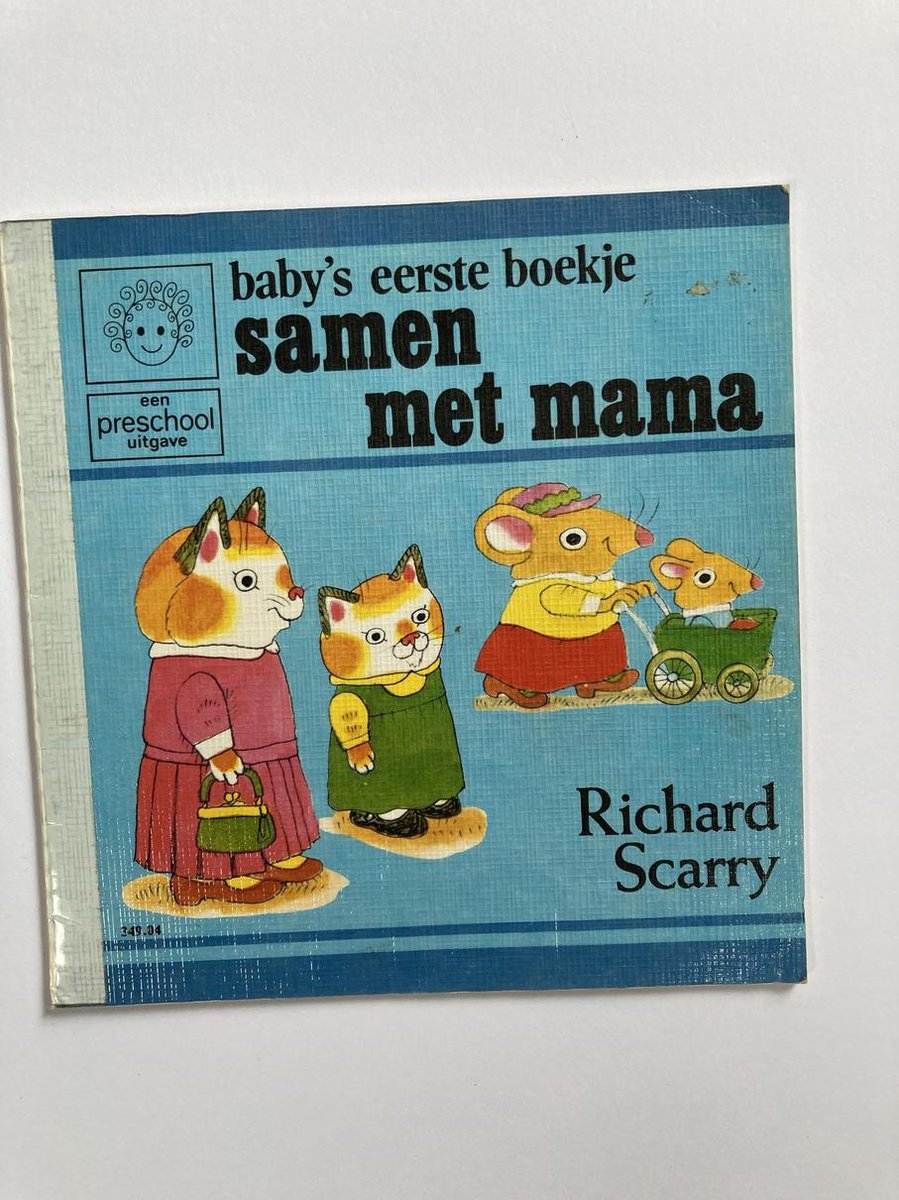 baby's eerste boekje
samen
met mama
een
preschool
uitgave
Richard
Scarry
349.04